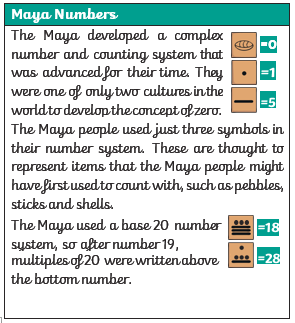 Maya Numbers
The Maya developed a complex
number and counting system that
was advanced for their time. They
were one of only two cultures in the
world to develop the concept of zero.
=0
=1
=5
The Maya people used just three symbols in
their number system. These are thought to
represent items that the Maya people might
have first used to count with, such as pebbles,
sticks and shells.
The Maya used a base 20 number
system, so after number 19,
multiples of 20 were written above
the bottom number.
=18
=28